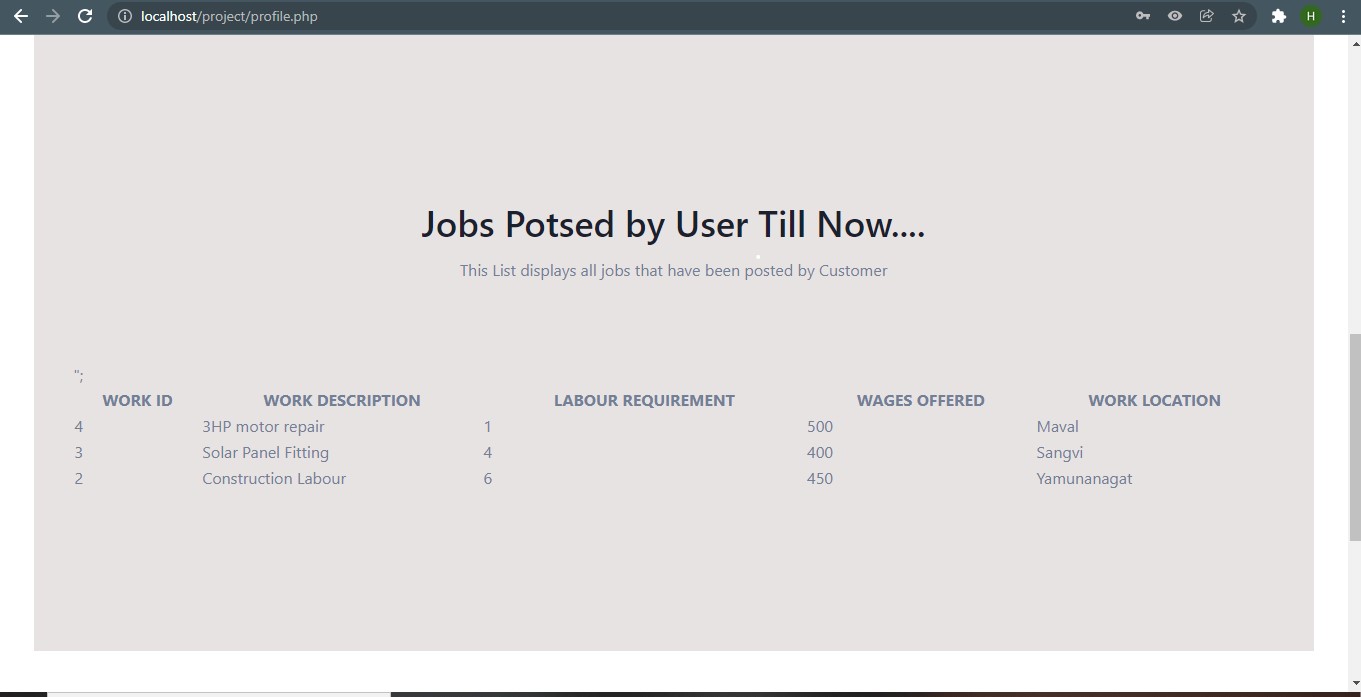 localhost/project/profile.php
H
Jobs Potsed by User Till Now....
This List displays all jobs that have been posted by Customer
";
WORK ID WORK DESCRIPTION LABOUR REQUIREMENT WAGES OFFERED WORK LOCATION
4 3HP motor repair 1 500 Maval
3 Solar Panel Fitting 4 400 Sangvi
2 Construction Labour 6 450 Yamunanagat